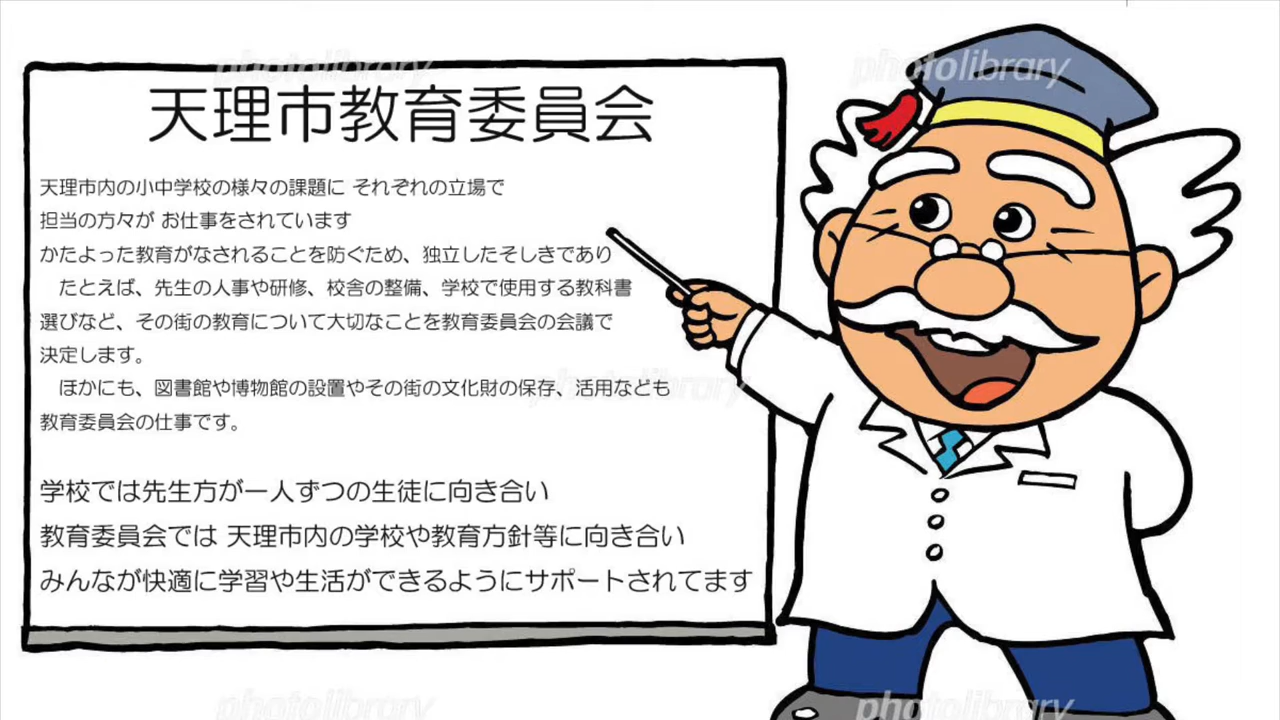 天理市教育委員会
天理市内の小中学校の様々の課題に それぞれの立場で
担当の方々が お仕事をされています
かたよった教育がなされることを防ぐため、独立したそしきであり
たとえば、先生の人事や研修、校舎の整備、学校で使用する教科書
選びなど、その街の教育について大切なことを教育委員会の会議で
決定します。
ほかにも、図書館や博物館の設置やその街の文化財の保存、活用なども
教育委員会の仕事です。
学校では先生方が一人ずつの生徒に向き合い
教育委員会では 天理市内の学校や教育方針等に向き合い
みんなが快適に学習や生活ができるようにサポートされてます
photolibrary
photolibrary
photolibrary
photolibrary
photolibrary